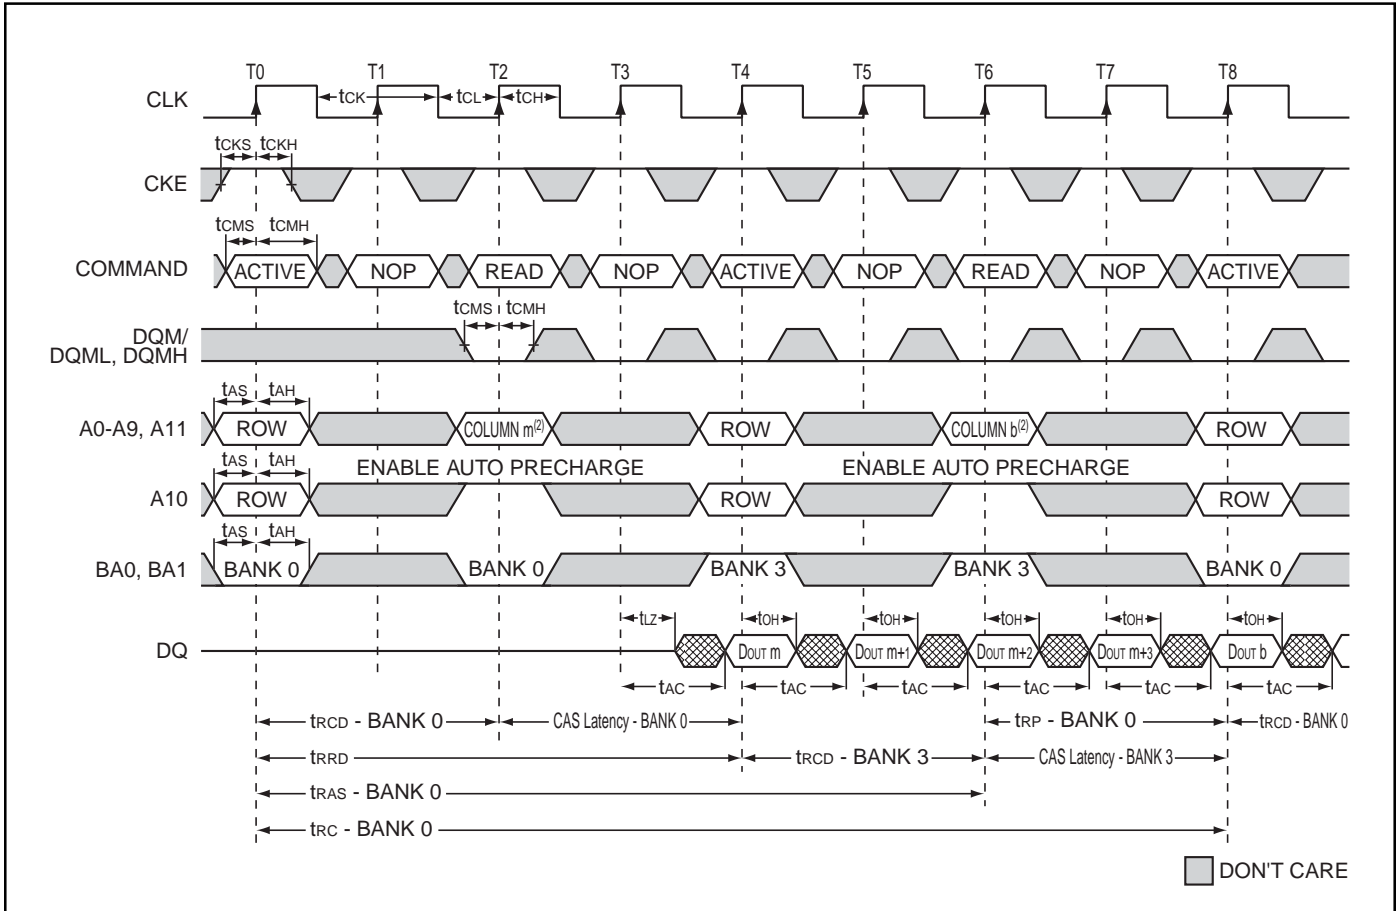 T0 T1 T2 T3 T4 T5 T6 T7 T8
CLK tCK tCL tCH
tCKS tCKH
CKE
tCMS tCMH
COMMAND ACTIVE NOP READ NOP ACTIVE NOP READ NOP ACTIVE
tCMS tCMH
DQM/
DQML, DQMH
tAS tAH
A0-A9, A11 ROW COLUMN m(2) ROW COLUMN b(2) ROW
tAS tAH ENABLE AUTO PRECHARGE ENABLE AUTO PRECHARGE
A10 ROW ROW ROW
tAS tAH
BA0, BA1 BANK 0 BANK 0 BANK 3 BANK 3 BANK 0
tLZ tOH tOH tOH tOH tOH
DQ DOUT m DOUT m+1 DOUT m+2 DOUT m+3 DOUT b
tAC tAC tAC tAC tAC tAC
tRCD - BANK 0 CAS Latency - BANK 0 tRP - BANK 0 tRCD - BANK 0
tRRD tRCD - BANK 3 CAS Latency - BANK 3
tRAS - BANK 0
tRC - BANK 0
DON'T CARE